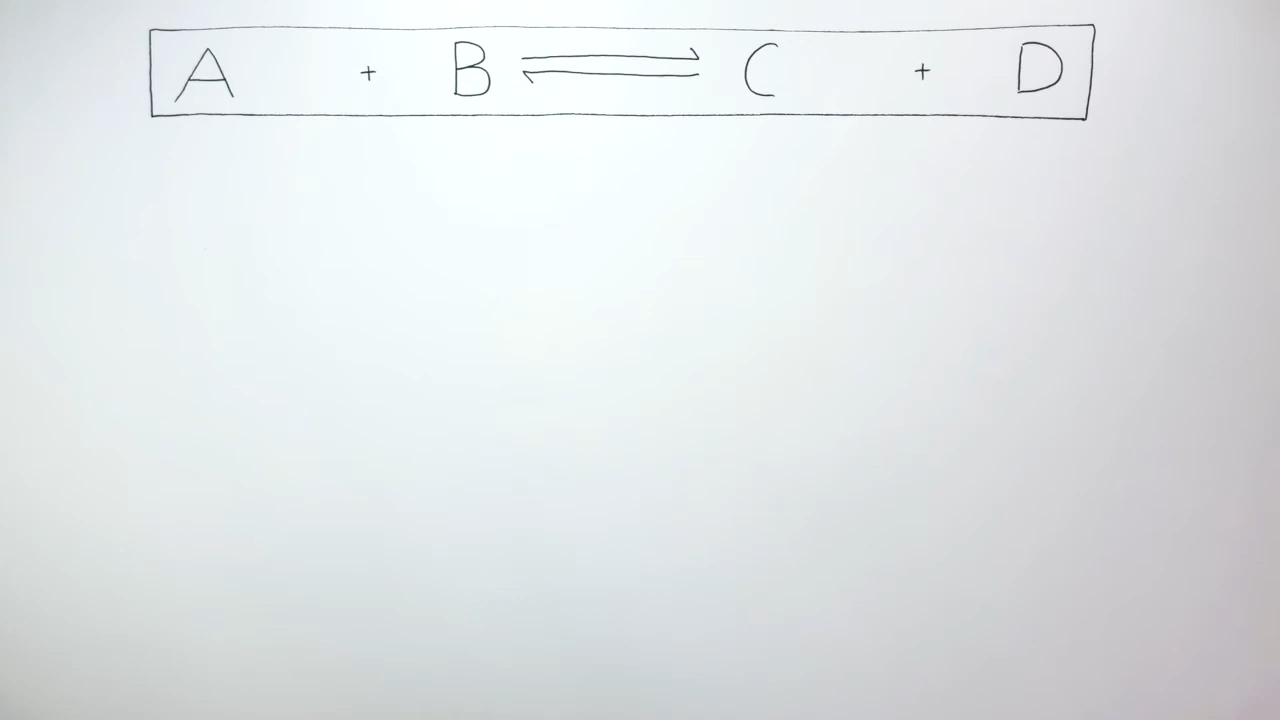 A + B ⇌ C + D